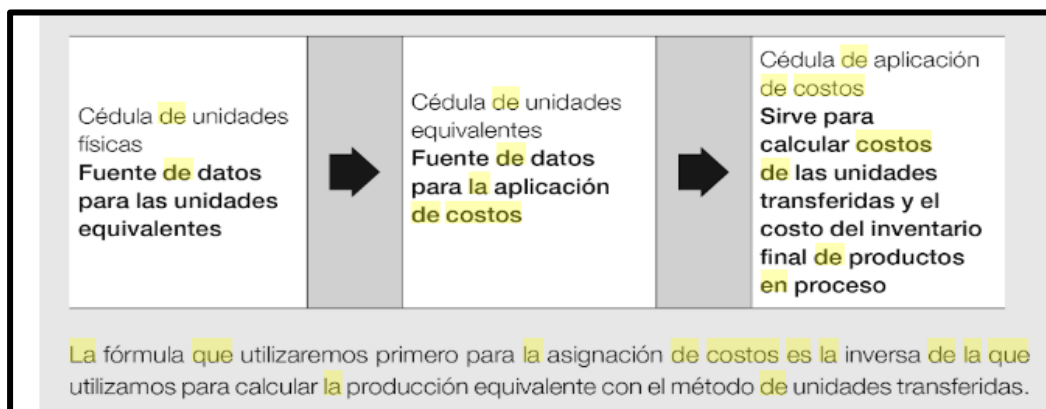 Cédula de unidades
físicas
Fuente de datos
para las unidades
equivalentes
Cédula de unidades
equivalentes
Fuente de datos
para la aplicación
de costos
Cédula de aplicación
de costos
Sirve para
calcular costos
de las unidades
transferidas y el
costo del inventario
final de productos
en proceso
La fórmula que utilizaremos primero para la asignación de costos es la inversa de la que
utilizamos para calcular la producción equivalente con el método de unidades transferidas.